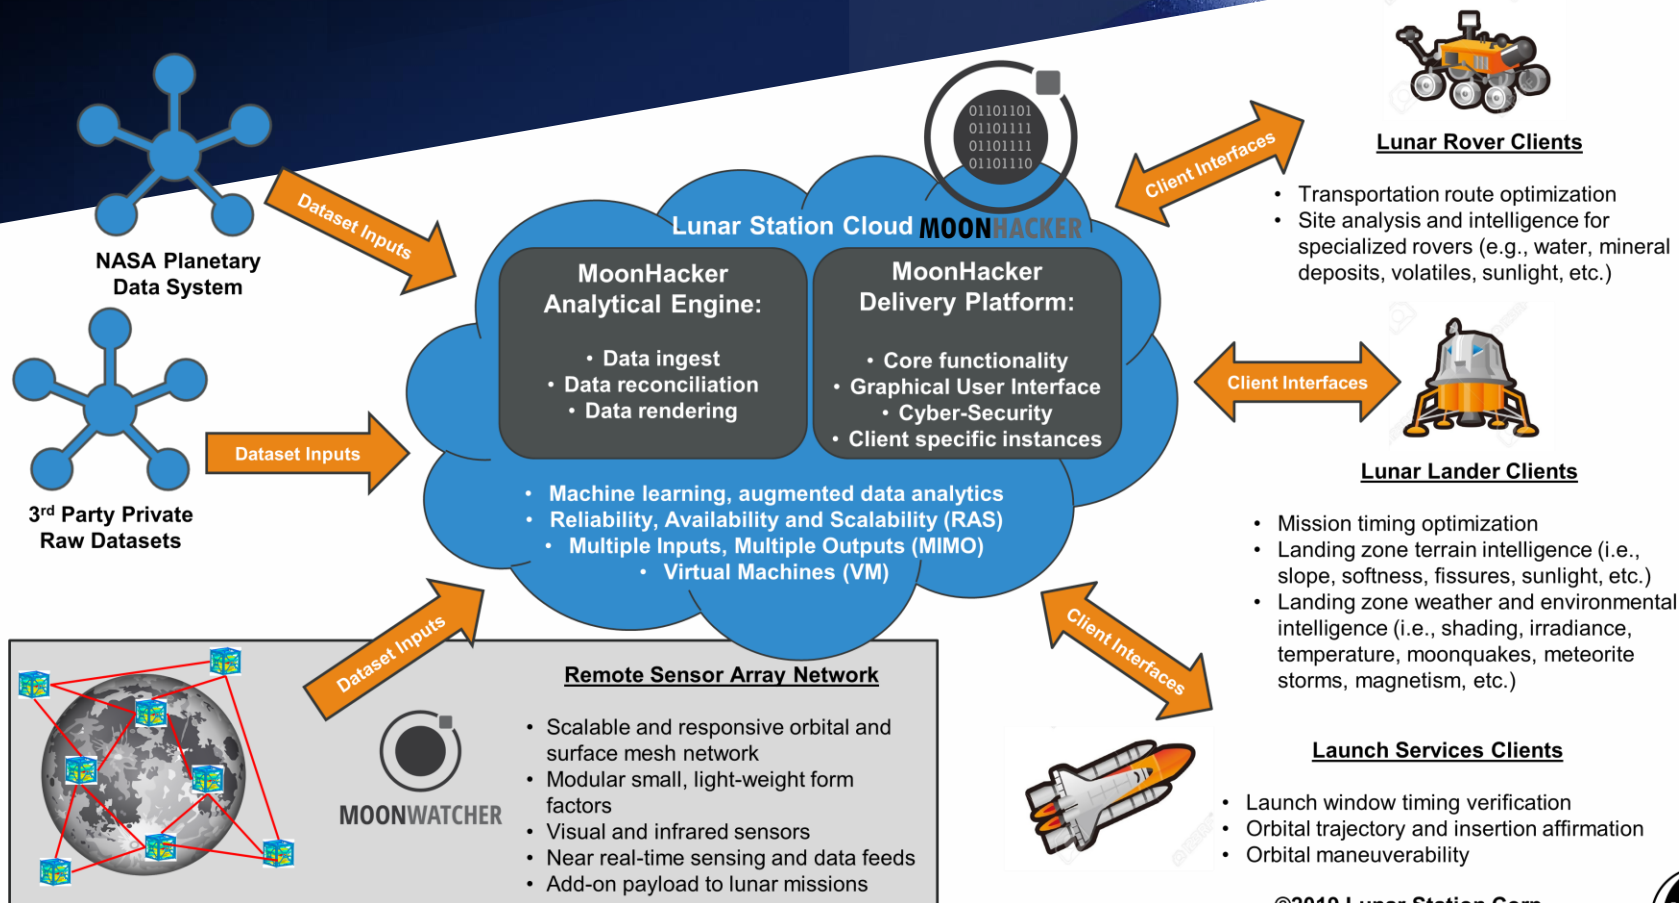 NASA Planetary
Data System
Dataset Inputs
3rd Party Private
Raw Datasets
Dataset Inputs
Dataset Inputs
01101101
01101111
01101111
01101110
Lunar Station Cloud MOONHACKER
MoonHacker
Analytical Engine:
• Data ingest
• Data reconciliation
• Data rendering
MoonHacker
Delivery Platform:
• Core functionality
• Graphical User Interface
• Cyber-Security
• Client specific instances
• Machine learning, augmented data analytics
• Reliability, Availability and Scalability (RAS)
• Multiple Inputs, Multiple Outputs (MIMO)
• Virtual Machines (VM)
MOONWATCHER
Remote Sensor Array Network
• Scalable and responsive orbital and
surface mesh network
• Modular small, light-weight form
factors
• Visual and infrared sensors
• Near real-time sensing and data feeds
• Add-on payload to lunar missions
Client Interfaces
Lunar Rover Clients
• Transportation route optimization
• Site analysis and intelligence for
specialized rovers (e.g., water, mineral
deposits, volatiles, sunlight, etc.)
Client Interfaces
Lunar Lander Clients
• Mission timing optimization
• Landing zone terrain intelligence (i.e.,
slope, softness, fissures, sunlight, etc.)
• Landing zone weather and environmental
intelligence (i.e., shading, irradiance,
temperature, moonquakes, meteorite
storms, magnetism, etc.)
Client Interfaces
Launch Services Clients
• Launch window timing verification
• Orbital trajectory and insertion affirmation
• Orbital maneuverability
©2019 Lunar Station Corp